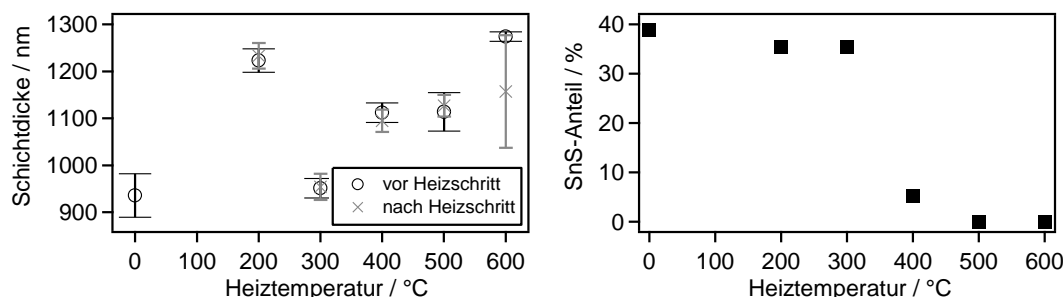 Schichtdicke / nm
1300
1200
1100
1000
900
vor Heizschritt
nach Heizschritt
0 100 200 300 400 500 600
Heiztemperatur / °C
SnS-Anteil / %
40
30
20
10
0
0 100 200 300 400 500 600
Heiztemperatur / °C